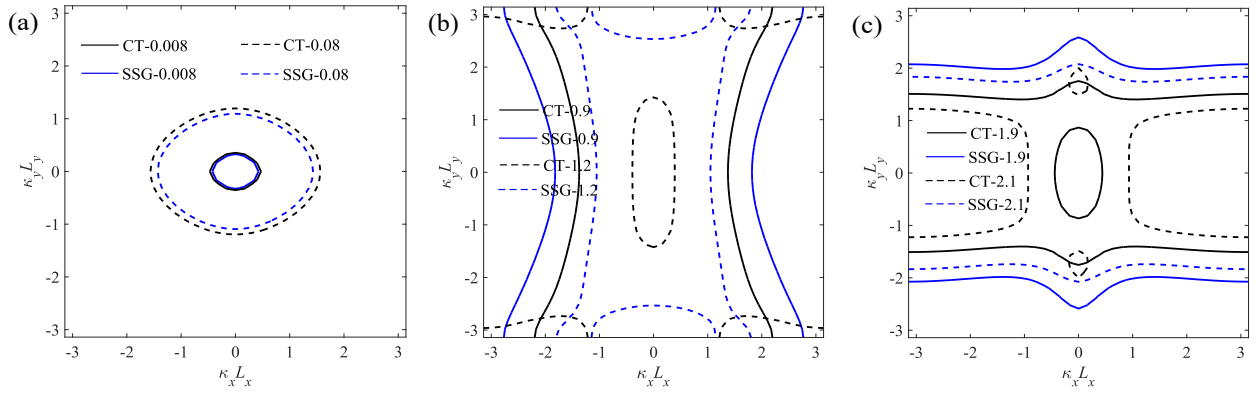 (a)
CT-0.008
CT-0.08
SSG-0.008
SSG-0.08
3
2
1
0
-1
-2
-3
-3
-2
-1
0
1
2
3
κyLy
κxLx
(b)
CT-0.9
SSG-0.9
CT-1.2
SSG-1.2
3
2
1
0
-1
-2
-3
-3
-2
-1
0
1
2
3
κyLy
κxLx
(c)
CT-1.9
SSG-1.9
CT-2.1
SSG-2.1
3
2
1
0
-1
-2
-3
-3
-2
-1
0
1
2
3
κyLy
κxLx